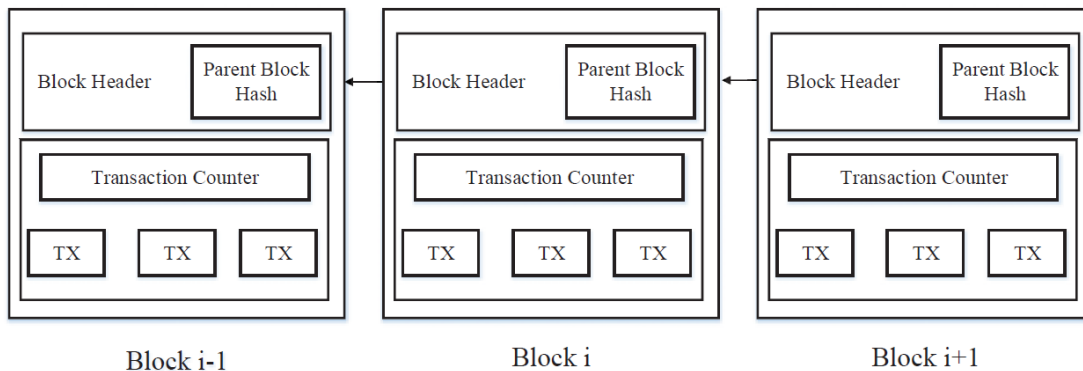 Block Header
Parent Block
Hash
Transaction Counter
TX TX TX
Block i-1
Block Header
Parent Block
Hash
Transaction Counter
TX TX TX
Block i
Block Header
Parent Block
Hash
Transaction Counter
TX TX TX
Block i+1